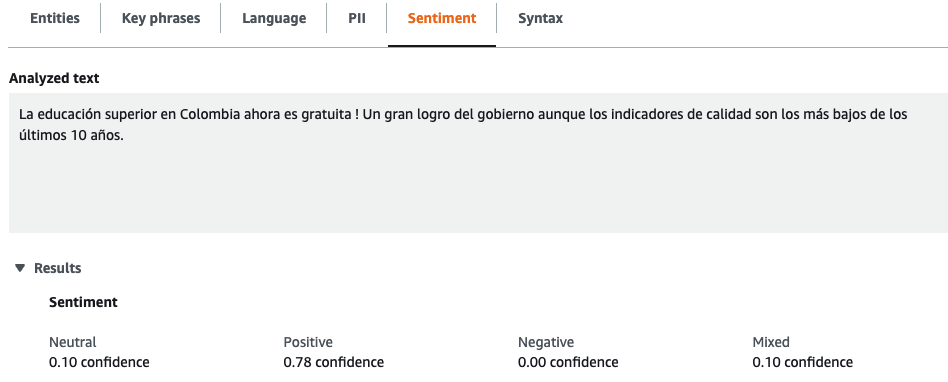 Entities Key phrases Language PII Sentiment Syntax
Analyzed text
La educación superior en Colombia ahora es gratuita ! Un gran logro del gobierno aunque los indicadores de calidad son los más bajos de los
últimos 10 años.
Results
Sentiment
Neutral Positive Negative Mixed
0.10 confidence 0.78 confidence 0.00 confidence 0.10 confidence